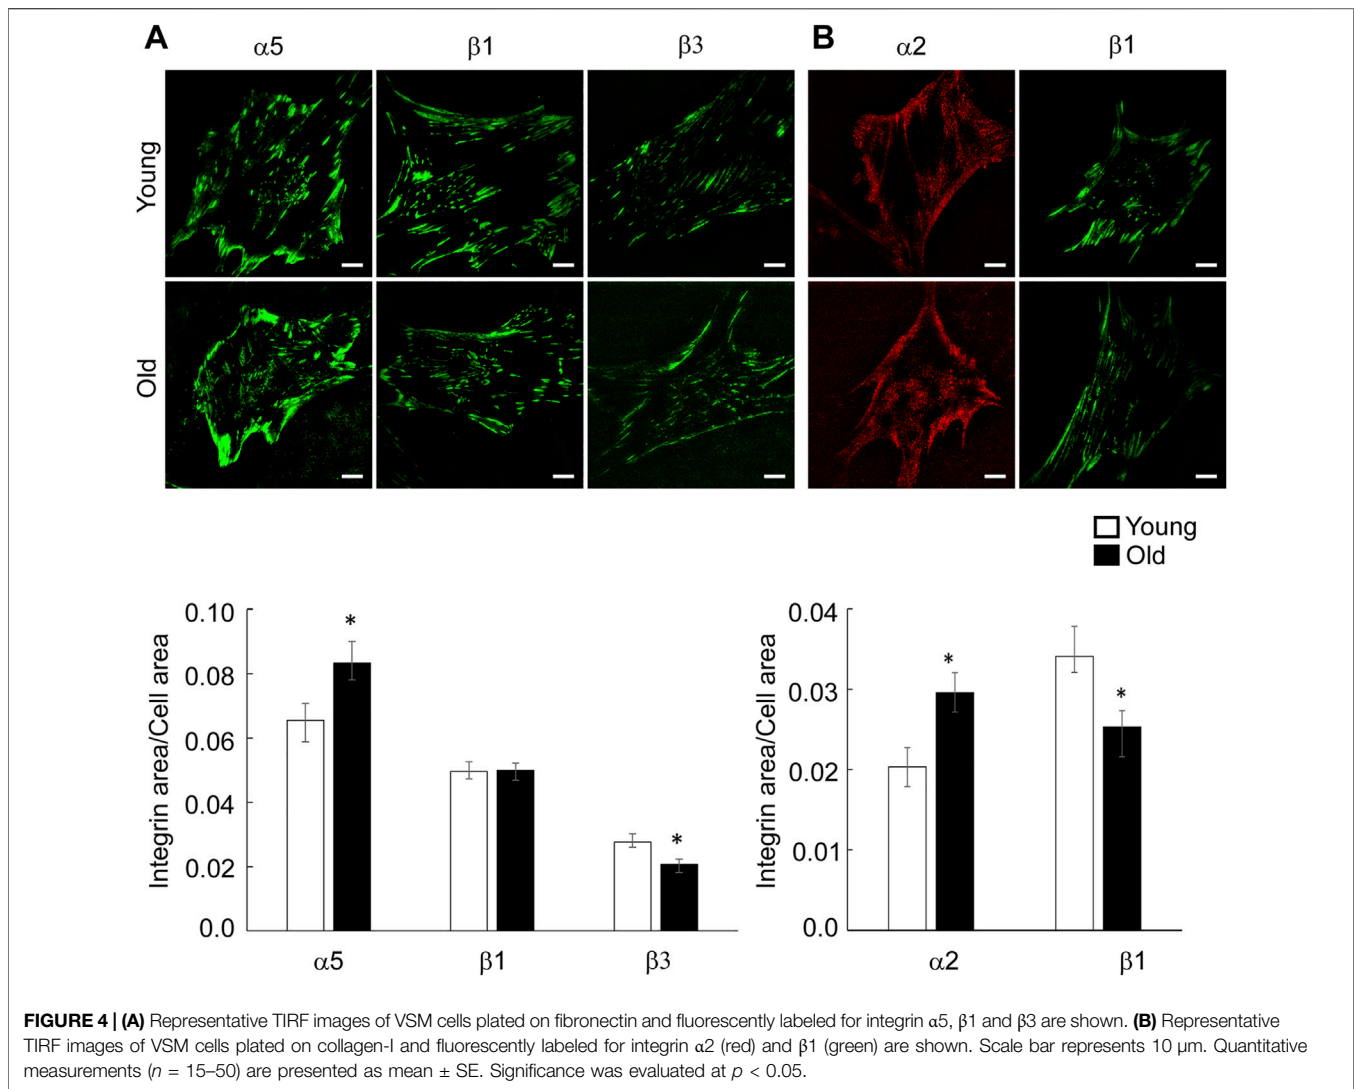 A
B
α5
β1
β3
α2
β1
Young
Old
Young
Old
Integrin area/Cell area
0.10
0.08
0.06
0.04
0.02
0.0
*
*
α5
β1
β3
Integrin area/Cell area
0.04
0.03
0.02
0.01
0.0
*
*
α2
β1
FIGURE 4 | (A) Representative TIRF images of VSM cells plated on fibronectin and fluorescently labeled for integrin α5, β1 and β3 are shown. (B) Representative
TIRF images of VSM cells plated on collagen-I and fluorescently labeled for integrin α2 (red) and β1 (green) are shown. Scale bar represents 10 µm. Quantitative
measurements (n = 15–50) are presented as mean ± SE. Significance was evaluated at p < 0.05.